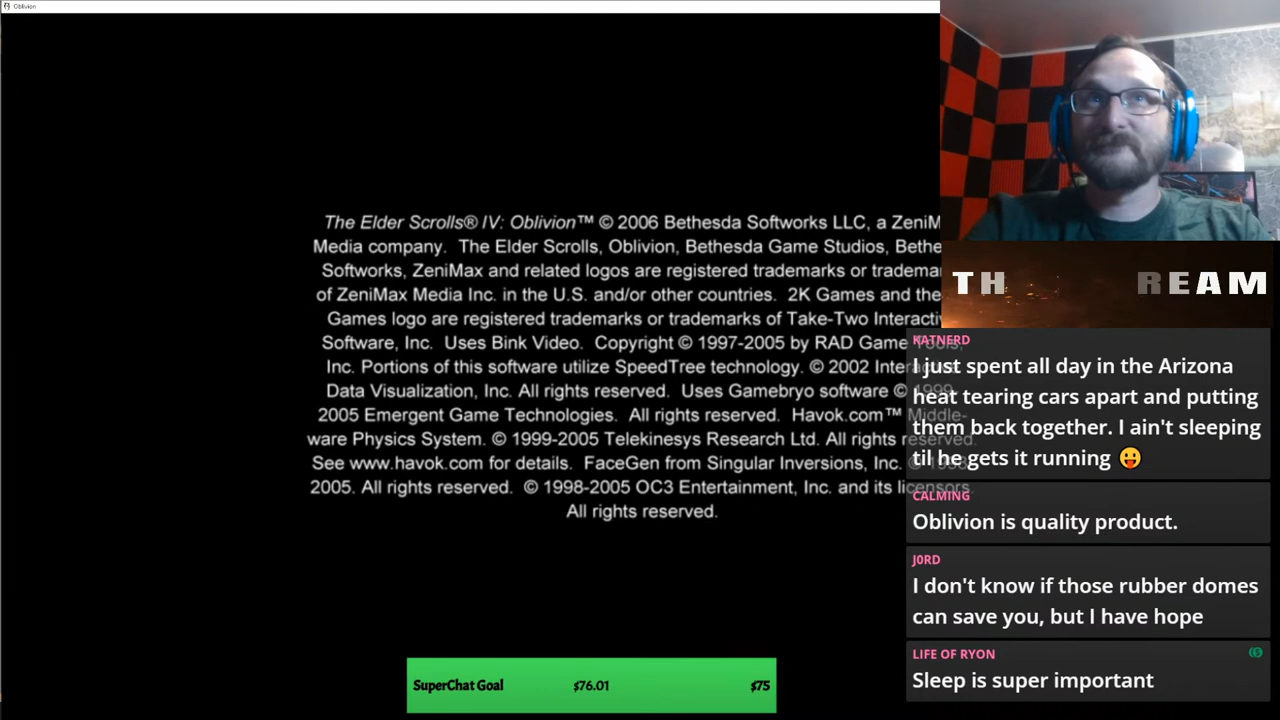 Oblivion
The Elder Scrolls® IV: Oblivion™ © 2006 Bethesda Softworks LLC, a
Media company. The Elder Scrolls, Oblivion, Bethesda Game Studios,
Softworks, ZeniMax and related logos are registered trademarks or
of ZeniMax Media Inc. in the U.S. and/or other countries. 2K Games and the
Games logo are registered trademarks or trademarks of Take-Two
Software, Inc. Uses Bink Video. Copyright © 1997-2005 by RAD Game Tools,
Inc. Portions of this software utilize SpeedTree technology. © 2002
Data Visualization, Inc. All rights reserved. Uses Gamebryo software © 1999-
2005 Emergent Game Technologies. All rights reserved. Havok.com™ Middle-
ware Physics System. © 1999-2005 Telekinesys Research Ltd. All rights reserved.
See www.havok.com for details. FaceGen from Singular Inversions, Inc. ©
2005. All rights reserved. © 1998-2005 OC3 Entertainment, Inc. and its licensors.
All rights reserved.
TH REAM
KATNERD
I just spent all day in the Arizona
heat tearing cars apart and putting
them back together. I ain't sleeping
til he gets it running 😛
CALMING
Oblivion is quality product.
J0RD
I don't know if those rubber domes
can save you, but I have hope
LIFE OF RYON
Sleep is super important
SuperChat Goal $76.01 $75